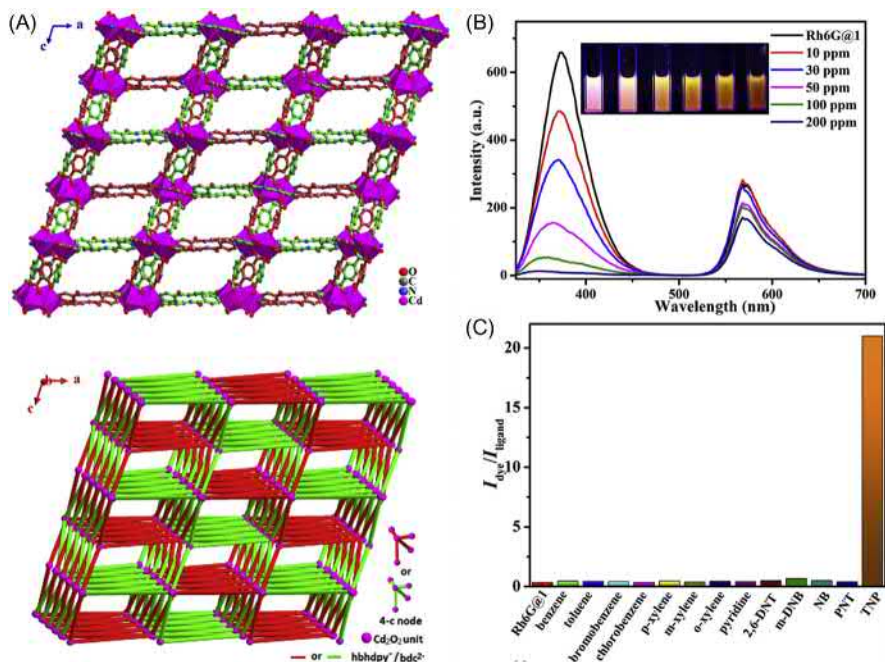 (A)
a
c
O
C
N
Cd
a
c
or
4-c node
Cd₂O₂ unit
or hbhdpy⁻/bdc²⁻
(B)
Rh6G@1
10 ppm
30 ppm
50 ppm
100 ppm
200 ppm
Intensity (a.u.)
600
400
200
0
400 500 600 700
Wavelength (nm)
(C)
I dye/I ligand
20
15
10
5
0
Rh6G@1
benzene
toluene
bromobenzene
chlorobenzene
p-xylene
m-xylene
o-xylene
pyridine
2,6-DNT
m-DNB
NB
PNT
TNP